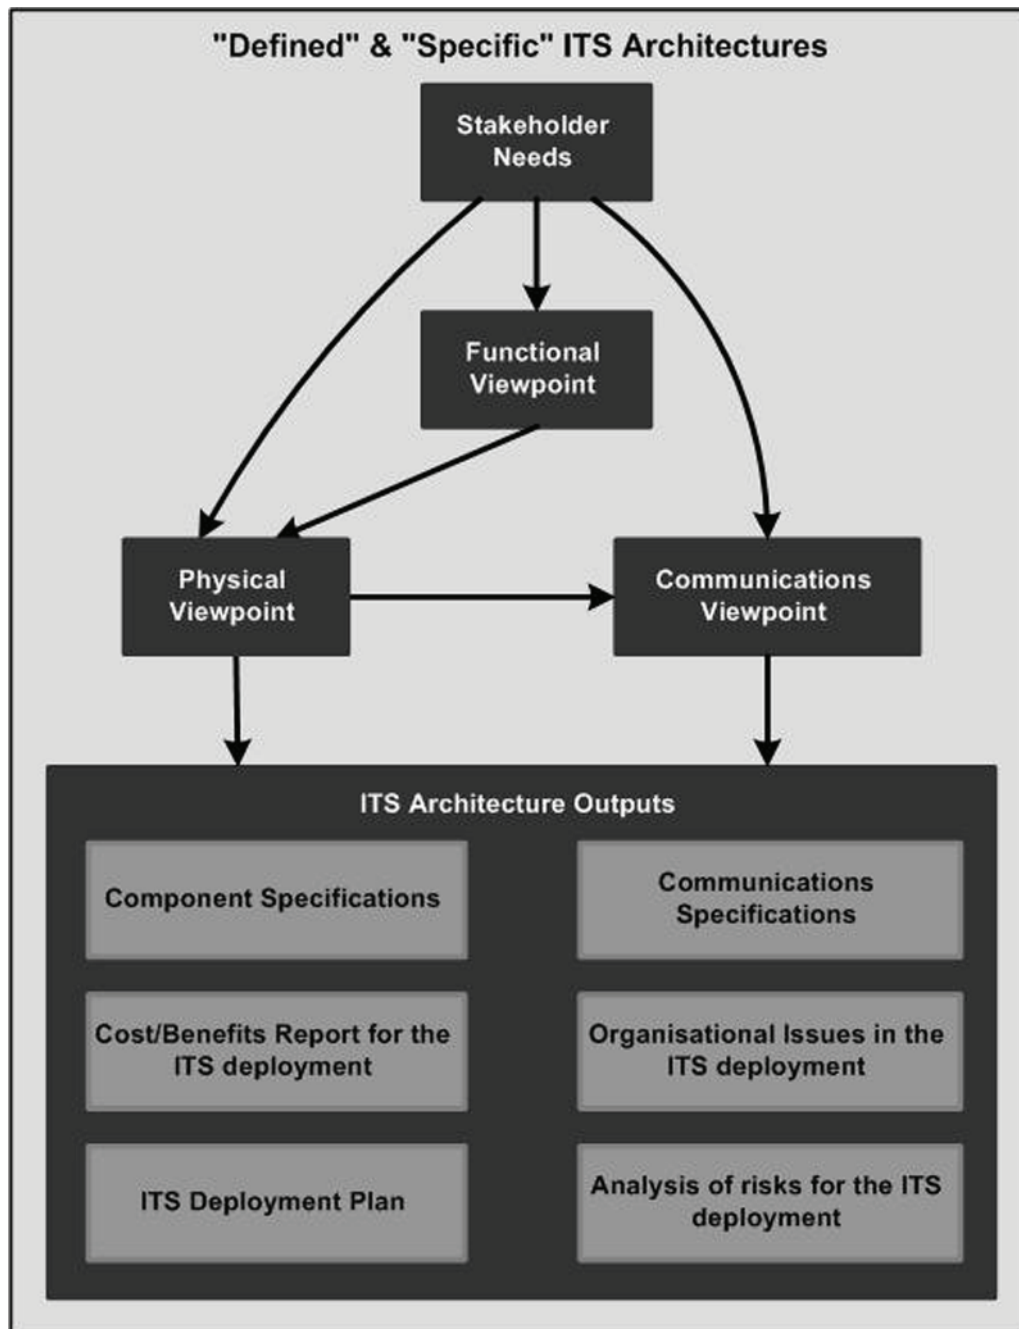 "Defined" & "Specific" ITS Architectures
Stakeholder
Needs
Functional
Viewpoint
Physical
Viewpoint
Communications
Viewpoint
ITS Architecture Outputs
Component Specifications
Communications
Specifications
Cost/Benefits Report for the
ITS deployment
Organisational Issues in the
ITS deployment
ITS Deployment Plan
Analysis of risks for the ITS
deployment